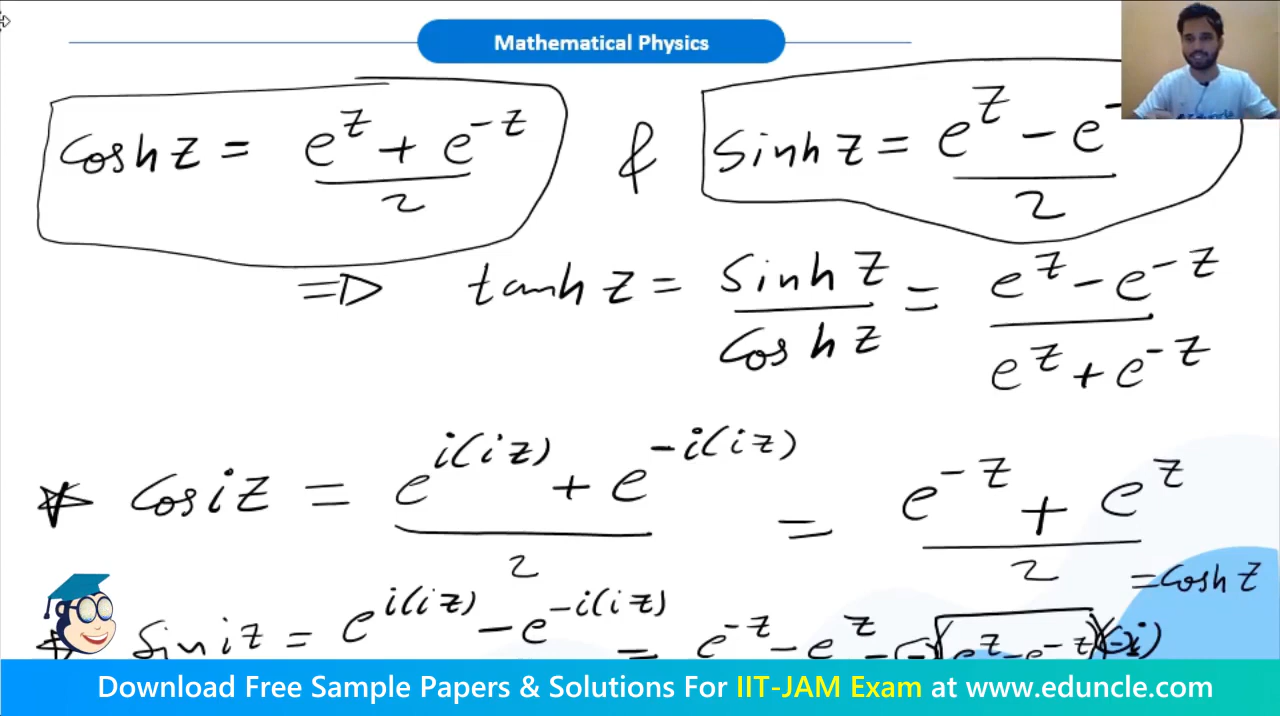 Mathematical Physics
cosh z = (e^z + e^-z)/2 & sinh z = (e^z - e^-)/2
=> tanh z = sinh z / cosh z = (e^z - e^-z)/(e^z + e^-z)
* cos iz = (e^i(iz) + e^-i(iz))/2 = (e^-z + e^z)/2 = cosh z
* sin iz = e^i(iz) - e^-i(iz) = e^-z - e^z
Download Free Sample Papers & Solutions For IIT-JAM Exam at www.eduncle.com